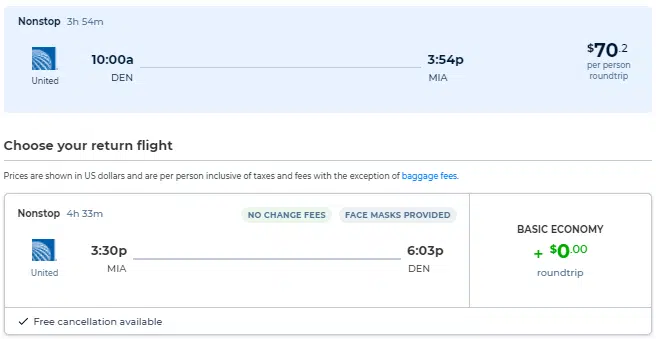 Nonstop 3h 54m
United
10:00a
DEN
3:54p
MIA
$70.2
per person
roundtrip
Choose your return flight
Prices are shown in US dollars and are per person inclusive of taxes and fees with the exception of baggage fees.
Nonstop 4h 33m
NO CHANGE FEES
FACE MASKS PROVIDED
United
3:30p
MIA
6:03p
DEN
BASIC ECONOMY
+ $0.00
roundtrip
Free cancellation available